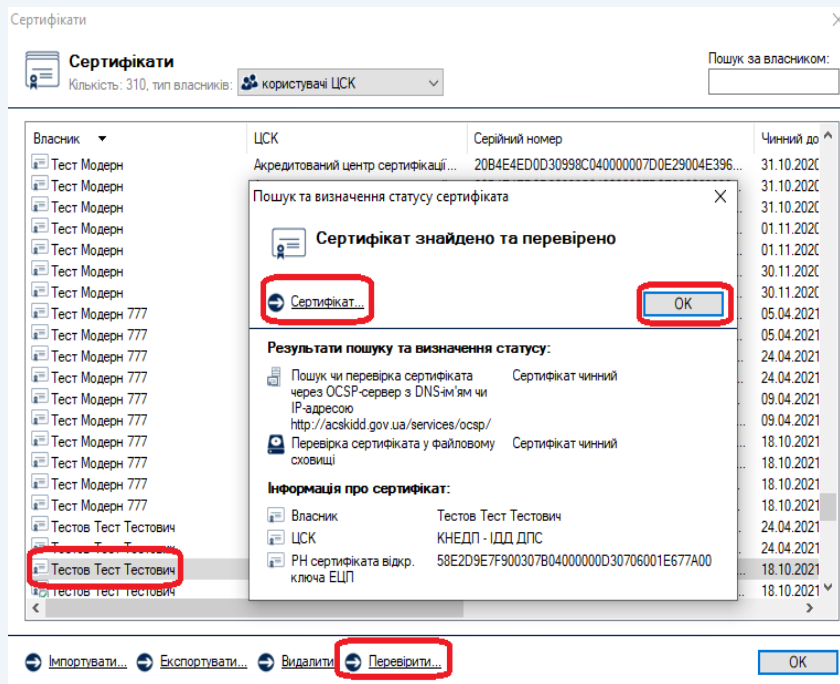 Сертифікати
Сертифікати
Кількість: 310, тип власників: користувачі ЦСК
Пошук за власником:
Власник ЦСК Серійний номер Чинний до
Тест Модерн Акредитований центр сертифікації... 20B4E4ED0D30998C040000007D0E29004E396... 31.10.2020
Тест Модерн 31.10.2020
Тест Модерн 31.10.2020
Тест Модерн 01.11.2020
Тест Модерн 01.11.2020
Тест Модерн 30.11.2020
Тест Модерн 30.11.2020
Тест Модерн 777 05.04.2021
Тест Модерн 777 05.04.2021
Тест Модерн 777 24.04.2021
Тест Модерн 777 24.04.2021
Тест Модерн 777 09.04.2021
Тест Модерн 777 09.04.2021
Тест Модерн 777 18.10.2021
Тест Модерн 777 18.10.2021
Тест Модерн 777 18.10.2021
Тест Модерн 777 18.10.2021
Тестов Тест Тестович 24.04.2021
Тестов Тест Тестович 24.04.2021
Тестов Тест Тестович 18.10.2021
Тестов Тест Тестович 18.10.2021
Пошук та визначення статусу сертифіката
Сертифікат знайдено та перевірено
Сертифікат...
OK
Результати пошуку та визначення статусу:
Пошук чи перевірка сертифіката Сертифікат чинний
через OCSP-сервер з DNS-ім'ям чи
IP-адресою
http://acskidd.gov.ua/services/ocsp/
Перевірка сертифіката у файловому Сертифікат чинний
сховищі
Інформація про сертифікат:
Власник Тестов Тест Тестович
ЦСК КНЕДП - ІДД ДПС
РН сертифіката відкр. 58E2D9E7F900307B04000000D30706001E677A00
ключа ЕЦП
Імпортувати... Експортувати... Видалити Перевірити...
OK